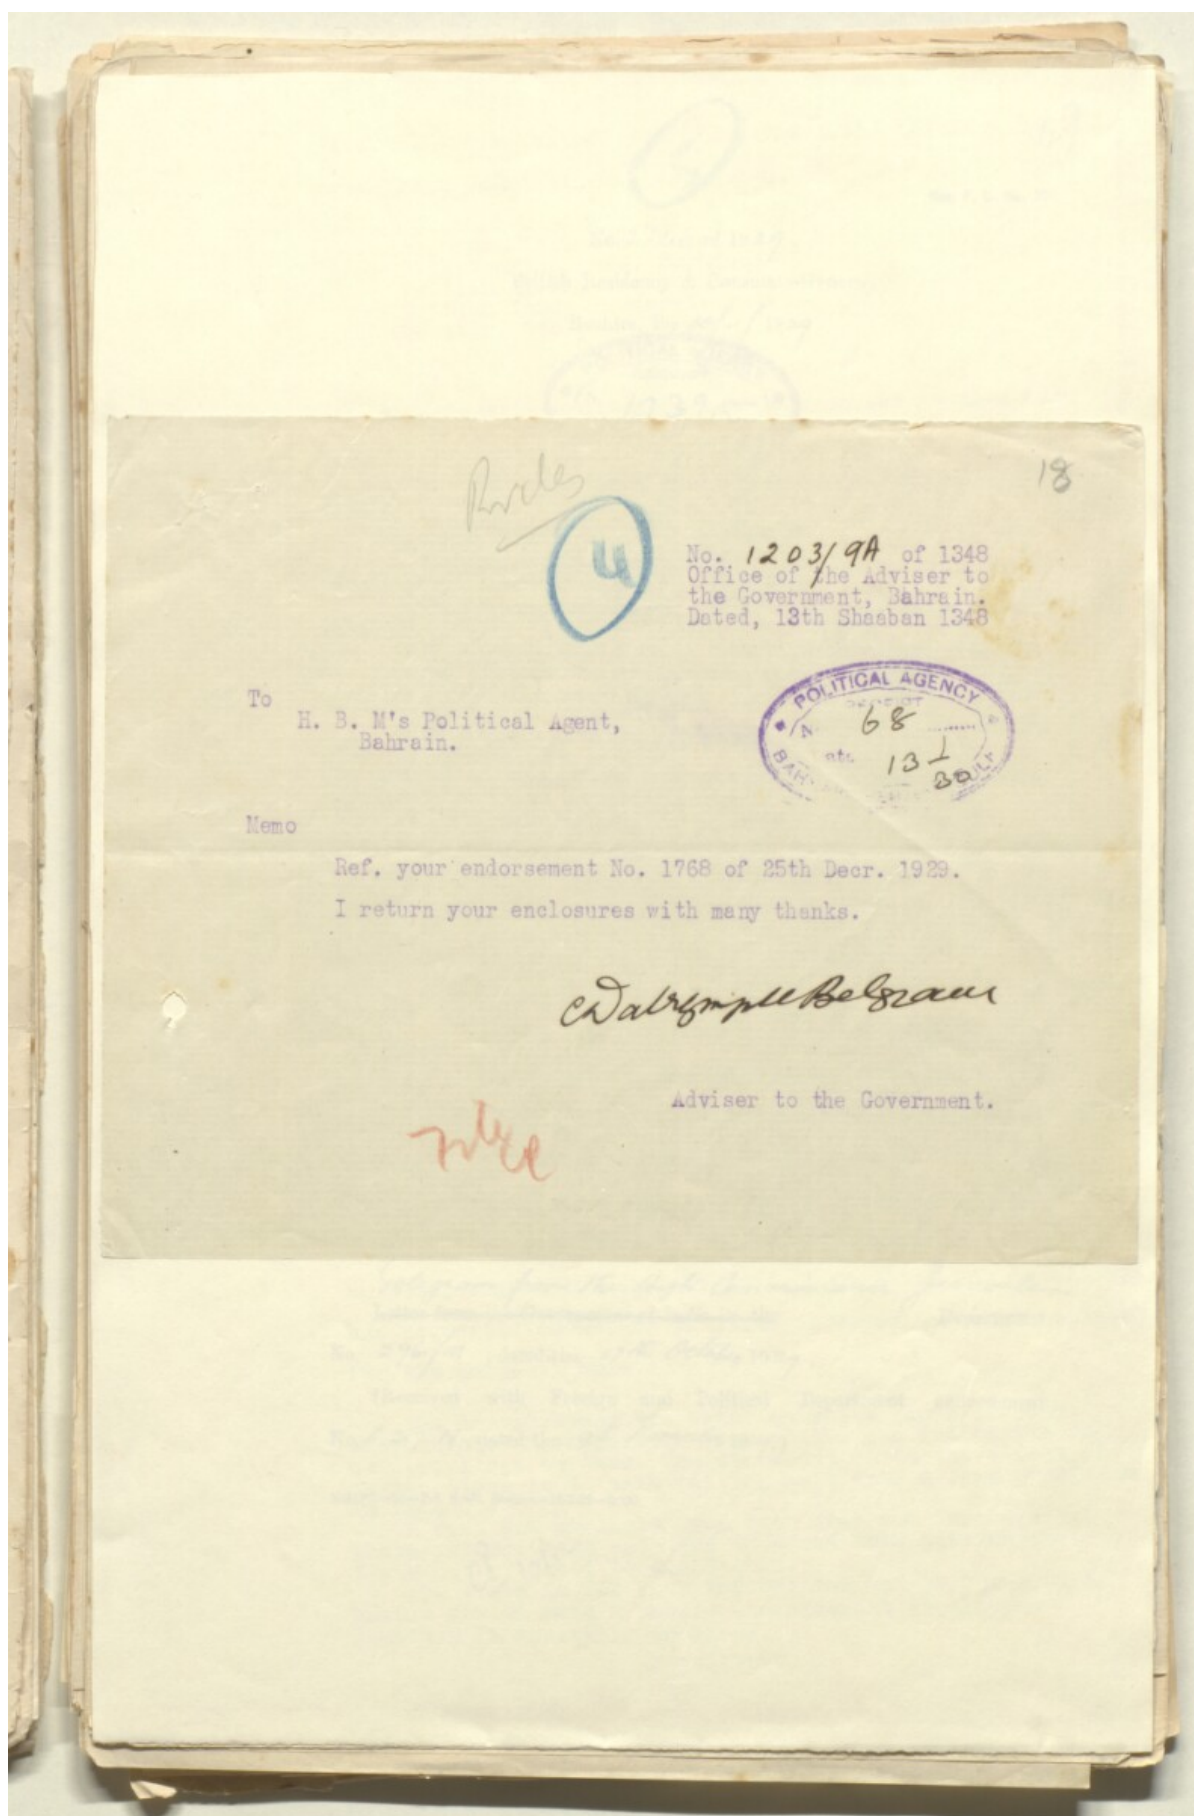 18
4
No. 1203/9A of 1348
Office of the Adviser to
the Government, Bahrain.
Dated, 13th Shaaban 1348
To
H. B. M's Political Agent,
Bahrain.
POLITICAL AGENCY
68
13 1
30
Memo
Ref. your endorsement No. 1768 of 25th Decr. 1929.
I return your enclosures with many thanks.
CDalrymple Belgrave
Adviser to the Government.